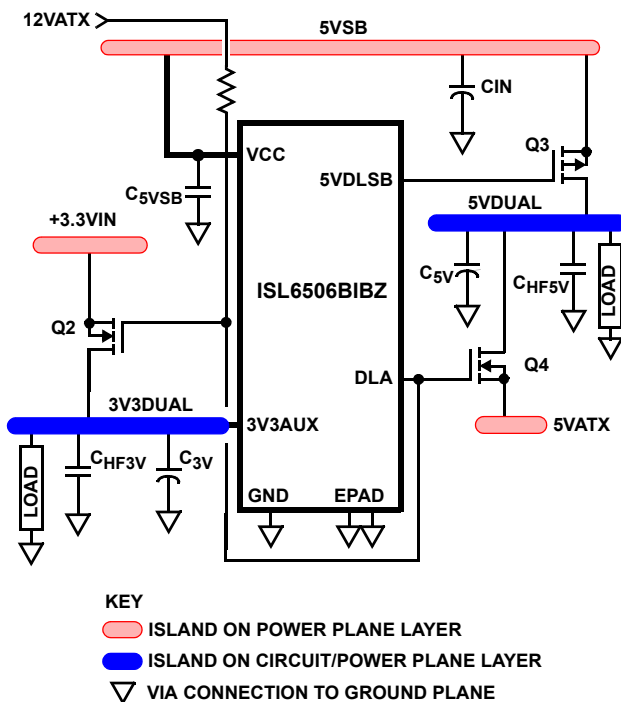 12VATX
5VSB
CIN
Q3
VCC
5VDLSB
C5VSB
+3.3VIN
5VDUAL
C5V
CHF5V
LOAD
ISL6506BIBZ
Q2
DLA
Q4
3V3DUAL
3V3AUX
5VATX
LOAD
CHF3V
C3V
GND
EPAD
KEY
ISLAND ON POWER PLANE LAYER
ISLAND ON CIRCUIT/POWER PLANE LAYER
VIA CONNECTION TO GROUND PLANE